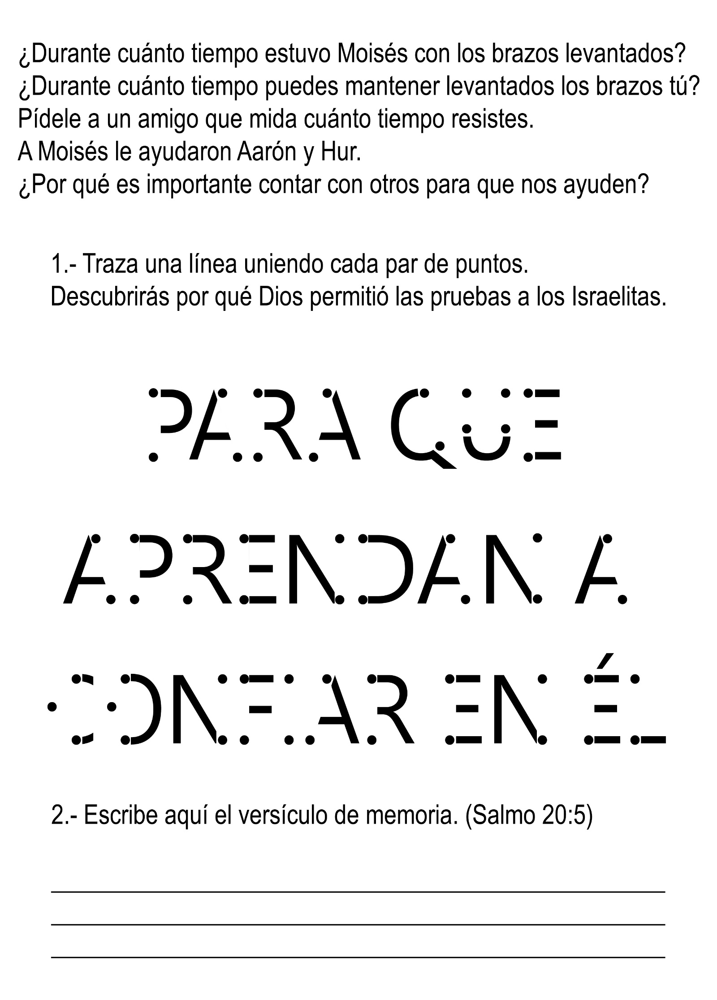 ¿Durante cuánto tiempo estuvo Moisés con los brazos levantados?
¿Durante cuánto tiempo puedes mantener levantados los brazos tú?
Pídele a un amigo que mida cuánto tiempo resistes.
A Moisés le ayudaron Aarón y Hur.
¿Por qué es importante contar con otros para que nos ayuden?
1.- Traza una línea uniendo cada par de puntos.
Descubrirás por qué Dios permitió las pruebas a los Israelitas.
PARA QUE
APRENDAN A
CONFIAR EN ÉL
2.- Escribe aquí el versículo de memoria. (Salmo 20:5)